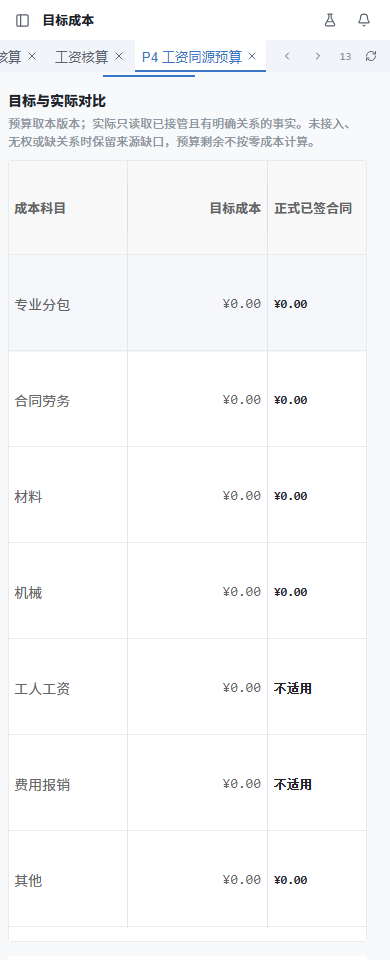 目标成本
核算 × 工资核算 × P4 工资同源预算 × 13
目标与实际对比
预算取本版本；实际只读取已接管且有明确关系的事实。未接入、
无权或缺关系时保留来源缺口，预算剩余不按零成本计算。
成本科目 目标成本 正式已签合同
专业分包 ¥0.00 ¥0.00
合同劳务 ¥0.00 ¥0.00
材料 ¥0.00 ¥0.00
机械 ¥0.00 ¥0.00
工人工资 ¥0.00 不适用
费用报销 ¥0.00 不适用
其他 ¥0.00 ¥0.00